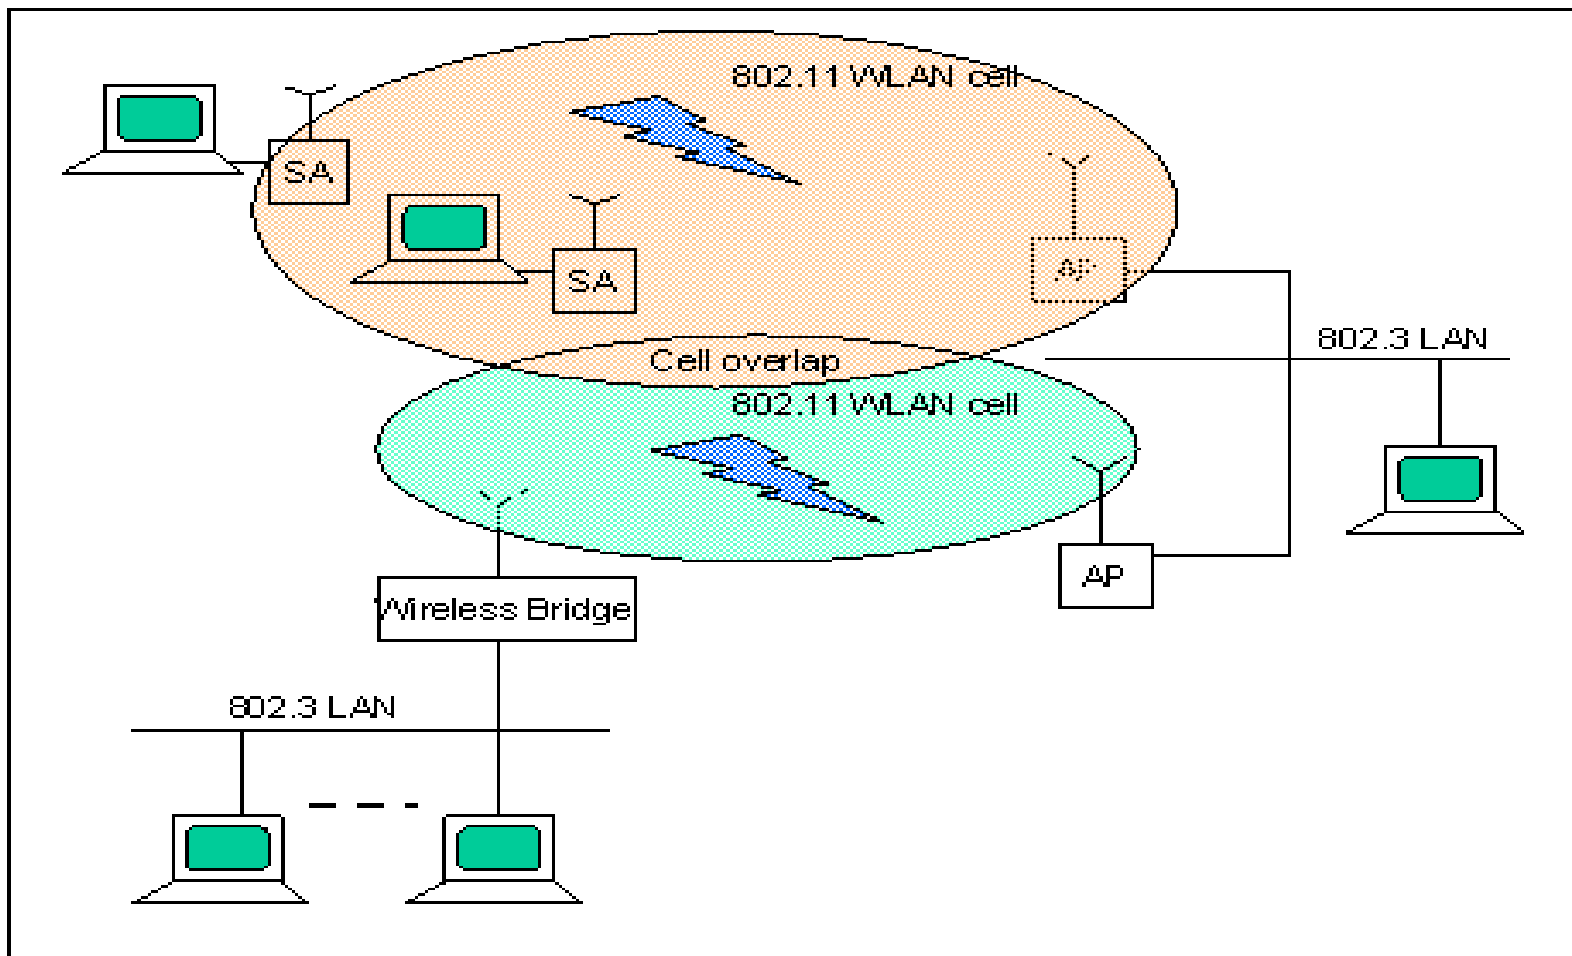 802.11 WLAN cell
SA
SA
AP
802.3 LAN
Cell overlap
802.11 WLAN cell
AP
Wireless Bridge
802.3 LAN